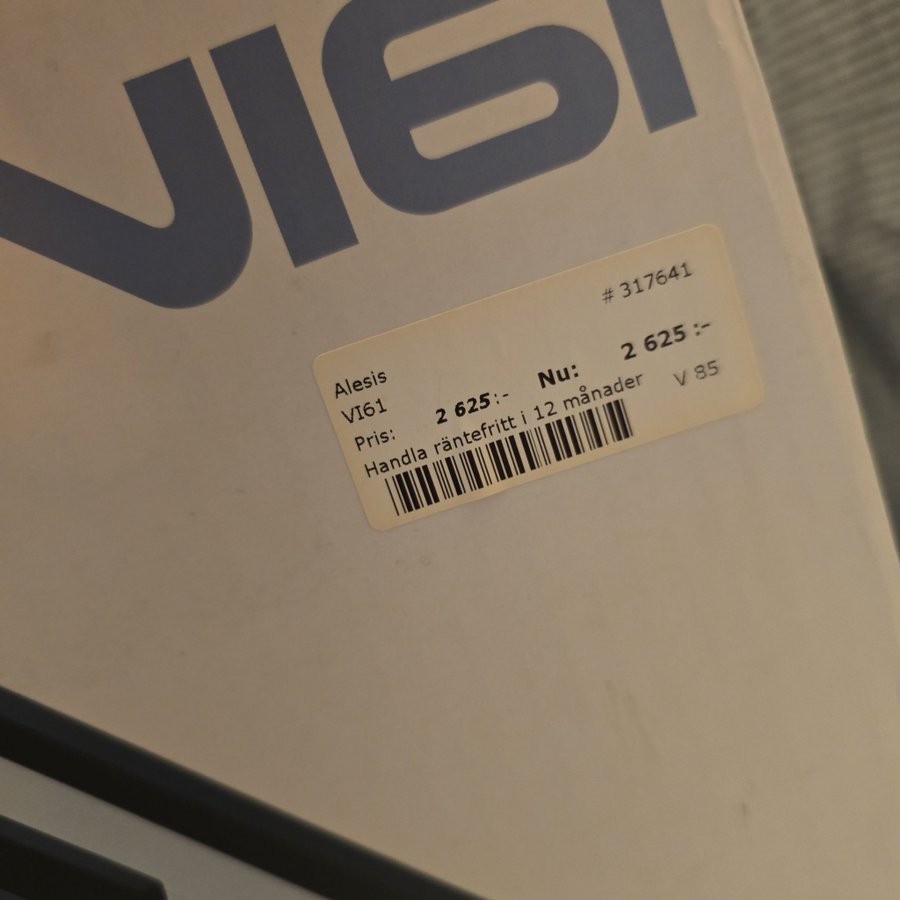 VI61
# 317641
Alesis
VI61
Pris: 2 625:- Nu: 2 625 :-
Handla räntefritt i 12 månader V 85